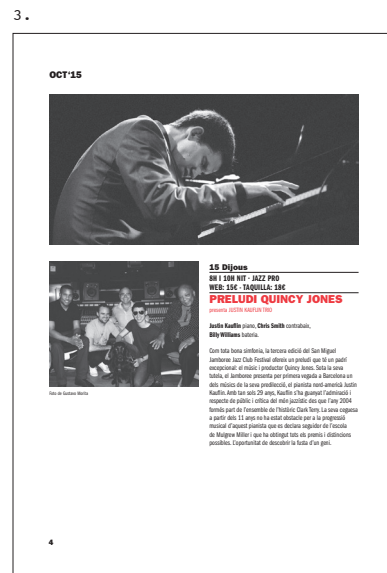 3.
OCT'15
15 Dijous
8H I 10H NIT - JAZZ PRO
WEB: 15€ - TAQUILLA: 18€
PRELUDI QUINCY JONES
presenta JUSTIN KAUFLIN TRIO
Justin Kauflin piano, Chris Smith contrabaix,
Billy Williams bateria.
Com tota bona simfonia, la tercera edició del San Miguel
Jamboree Jazz Club Festival ofereix un preludi que té un padrí
excepcional: el músic i productor Quincy Jones. Sota la seva
tutela, el Jamboree presenta per primera vegada a Barcelona un
dels músics de la seva predilecció, el pianista nord-americà Justin
Kauflin. Amb tan sels 29 anys, Kauflin s'ha guanyat l'admiració i
respecte de públic i crítica del món jazzístic des que l'any 2004
formés part de l'ensemble de l'històric Clark Terry. La seva ceguesa
a partir dels 11 anys no ha estat obstacle per a la progressió
musical d'aquest pianista que es declara seguidor de l'escola
de Mulgrew Miller i que ha obtingut tots els premis i distincions
possibles. L'oportunitat de descobrir la fusta d'un geni.
Foto de Gustavo Mocha
4